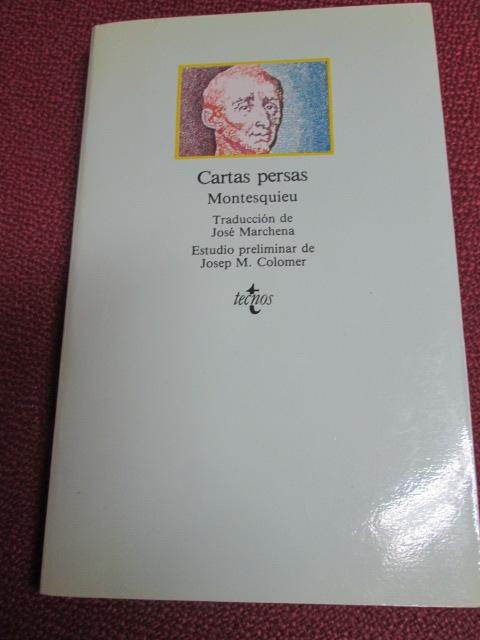 Cartas persas
Montesquieu
Traducción de
José Marchena
Estudio preliminar de
Josep M. Colomer
tecnos